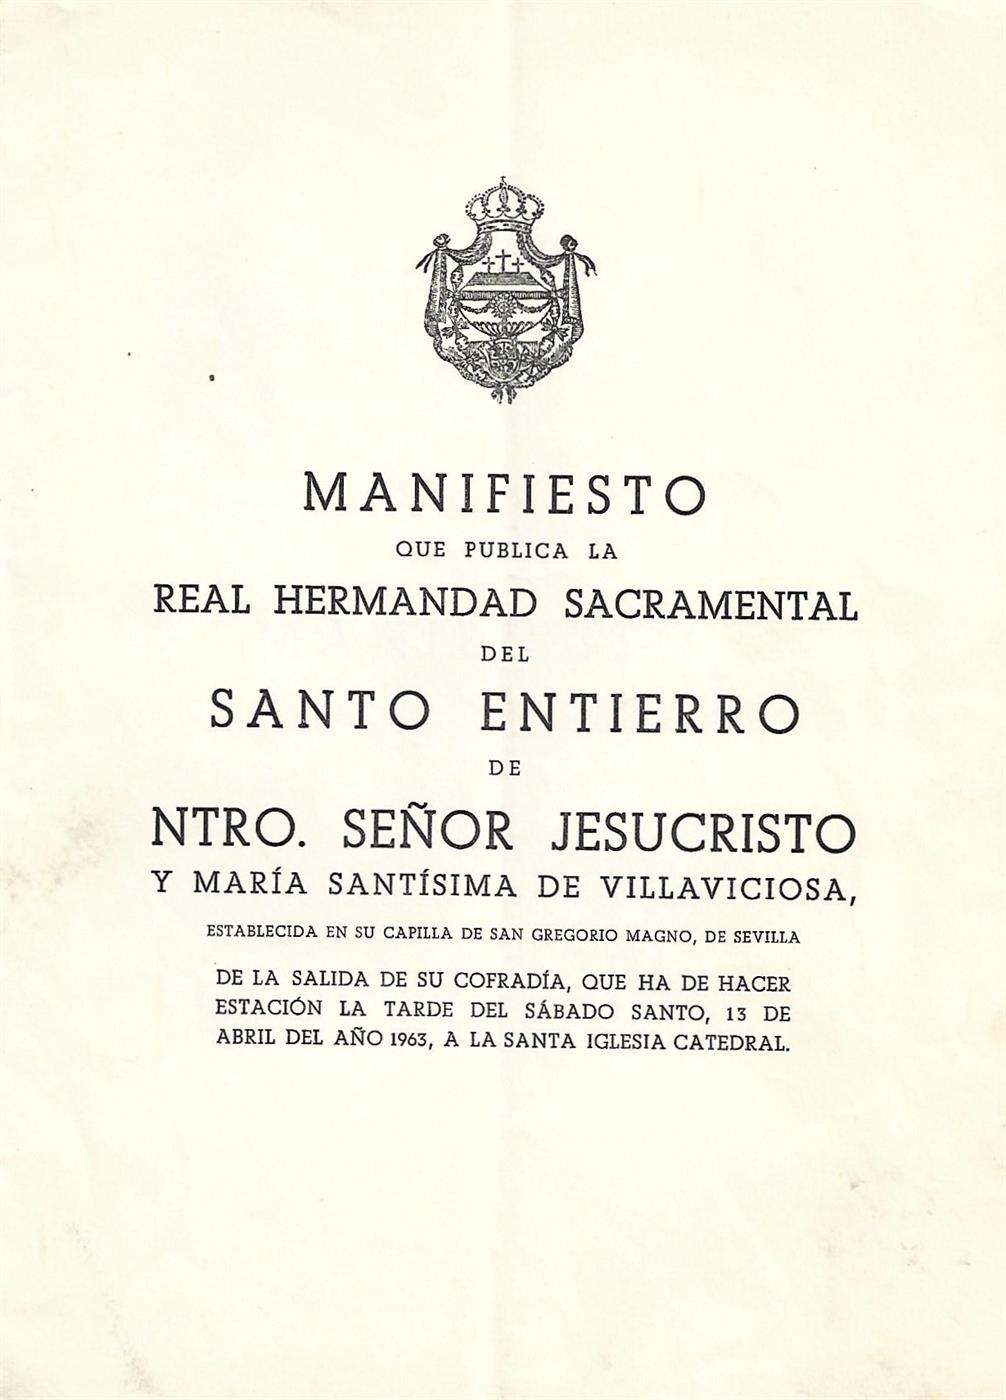 MANIFIESTO
QUE PUBLICA LA
REAL HERMANDAD SACRAMENTAL
DEL
SANTO ENTIERRO
DE
NTRO. SEÑOR JESUCRISTO
Y MARÍA SANTÍSIMA DE VILLAVICIOSA,
ESTABLECIDA EN SU CAPILLA DE SAN GREGORIO MAGNO, DE SEVILLA
DE LA SALIDA DE SU COFRADÍA, QUE HA DE HACER
ESTACIÓN LA TARDE DEL SÁBADO SANTO, 13 DE
ABRIL DEL AÑO 1963, A LA SANTA IGLESIA CATEDRAL.